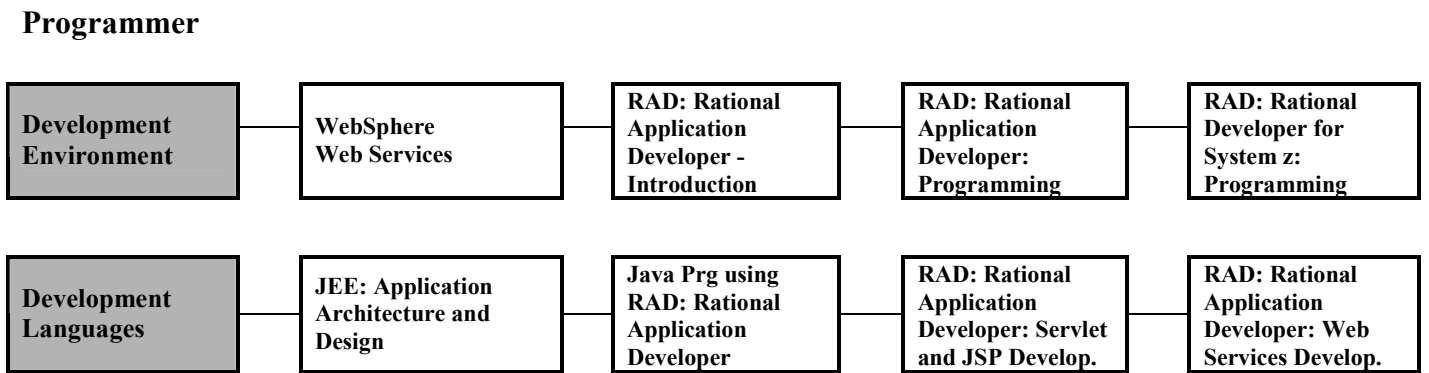 Programmer
Development
Environment
WebSphere
Web Services
RAD: Rational
Application
Developer -
Introduction
RAD: Rational
Application
Developer:
Programming
RAD: Rational
Developer for
System z:
Programming
Development
Languages
JEE: Application
Architecture and
Design
Java Prg using
RAD: Rational
Application
Developer
RAD: Rational
Application
Developer: Servlet
and JSP Develop.
RAD: Rational
Application
Developer: Web
Services Develop.